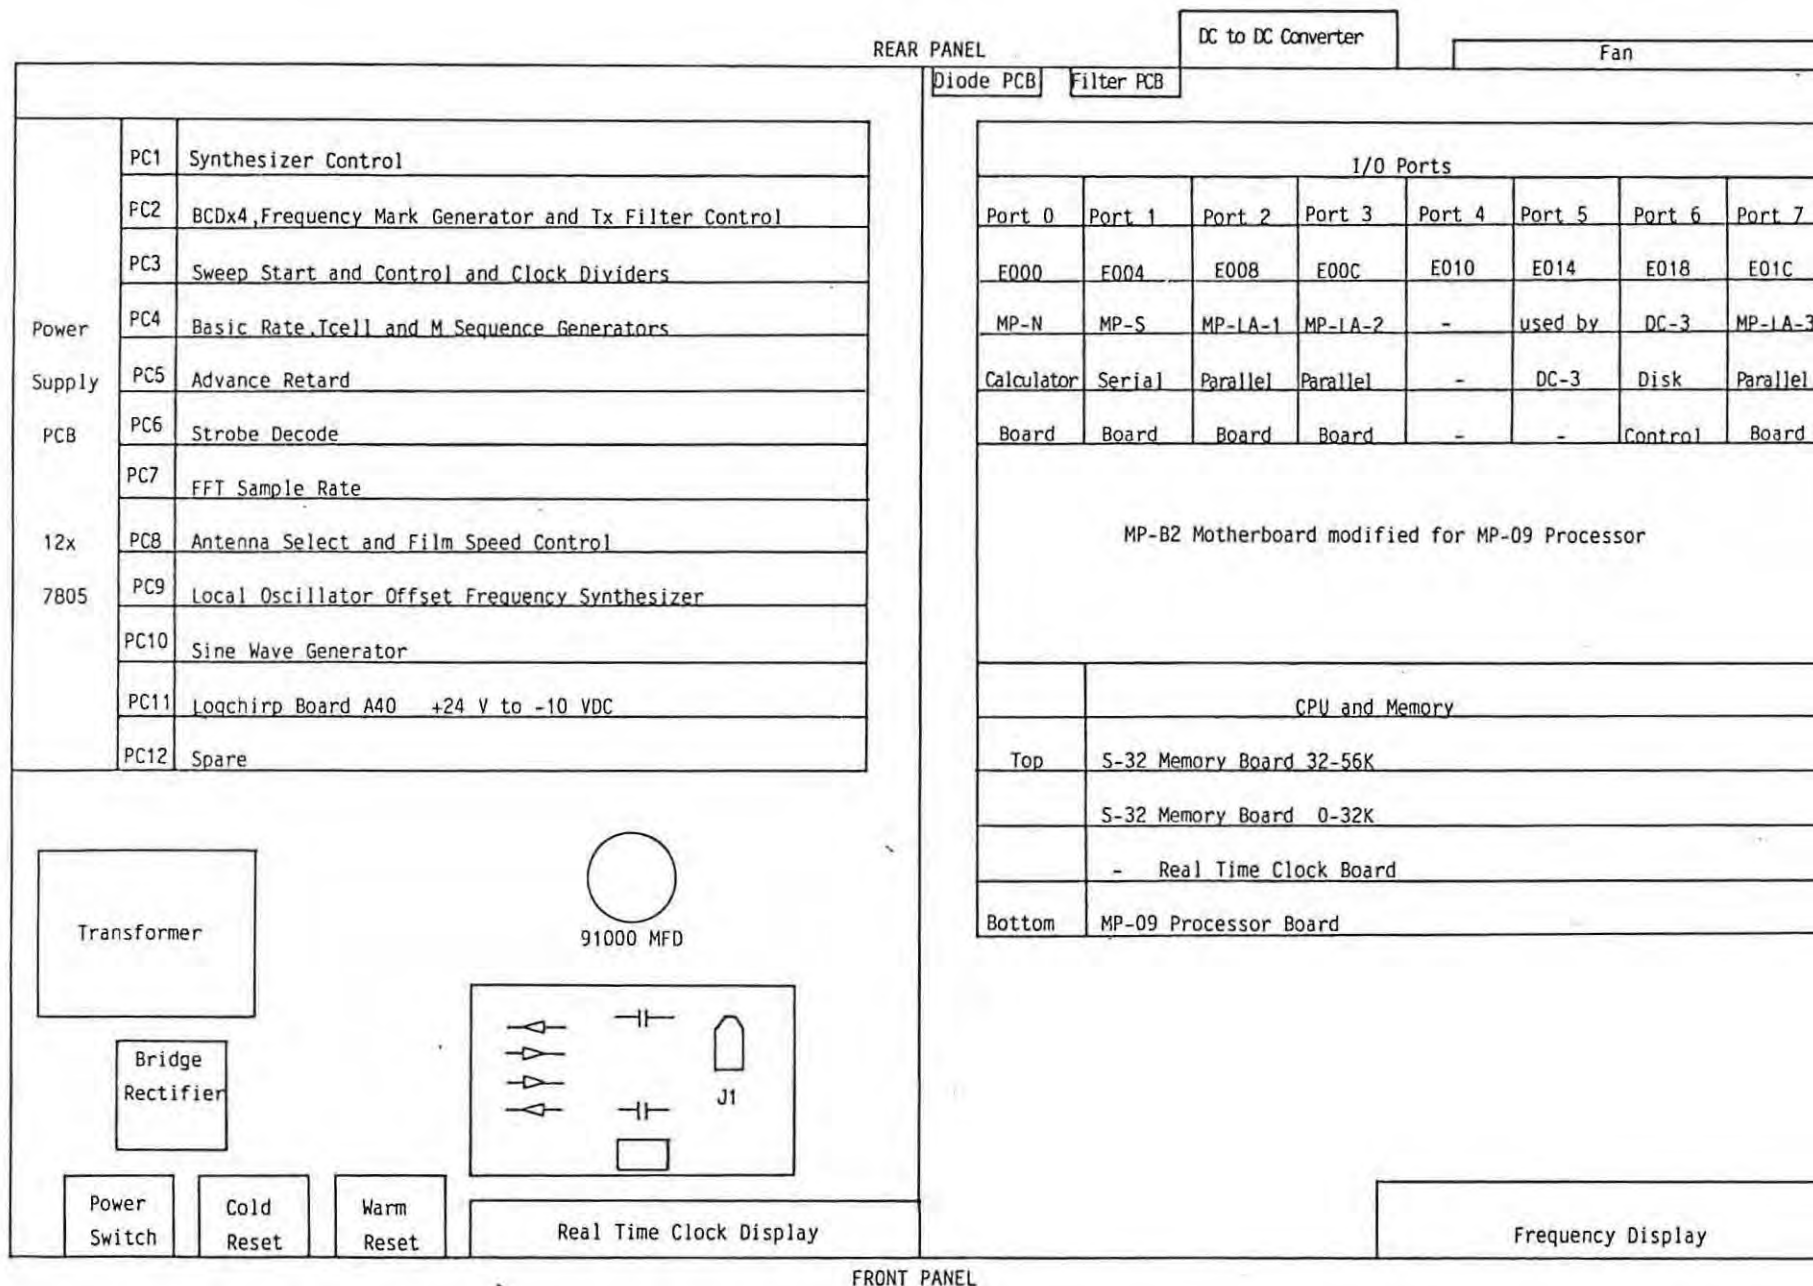 REAR PANEL
DC to DC Converter
Fan
Diode PCB
Filter PCB
PC1 Synthesizer Control
PC2 BCDx4,Frequency Mark Generator and Tx Filter Control
PC3 Sweep Start and Control and Clock Dividers
PC4 Basic Rate,Tcell and M Sequence Generators
PC5 Advance Retard
PC6 Strobe Decode
PC7 FFT Sample Rate
PC8 Antenna Select and Film Speed Control
PC9 Local Oscillator Offset Frequency Synthesizer
PC10 Sine Wave Generator
PC11 Logchirp Board A40 +24 V to -10 VDC
PC12 Spare
Power
Supply
PCB
12x
7805
I/O Ports
Port 0 Port 1 Port 2 Port 3 Port 4 Port 5 Port 6 Port 7
E000 E004 E008 E00C E010 E014 E018 E01C
MP-N MP-S MP-LA-1 MP-LA-2 - used by DC-3 MP-LA-3
Calculator Serial Parallel Parallel - DC-3 Disk Parallel
Board Board Board Board - - Control Board
MP-B2 Motherboard modified for MP-09 Processor
CPU and Memory
Top S-32 Memory Board 32-56K
S-32 Memory Board 0-32K
- Real Time Clock Board
Bottom MP-09 Processor Board
Transformer
91000 MFD
Bridge
Rectifier
J1
Power
Switch
Cold
Reset
Warm
Reset
Real Time Clock Display
Frequency Display
FRONT PANEL